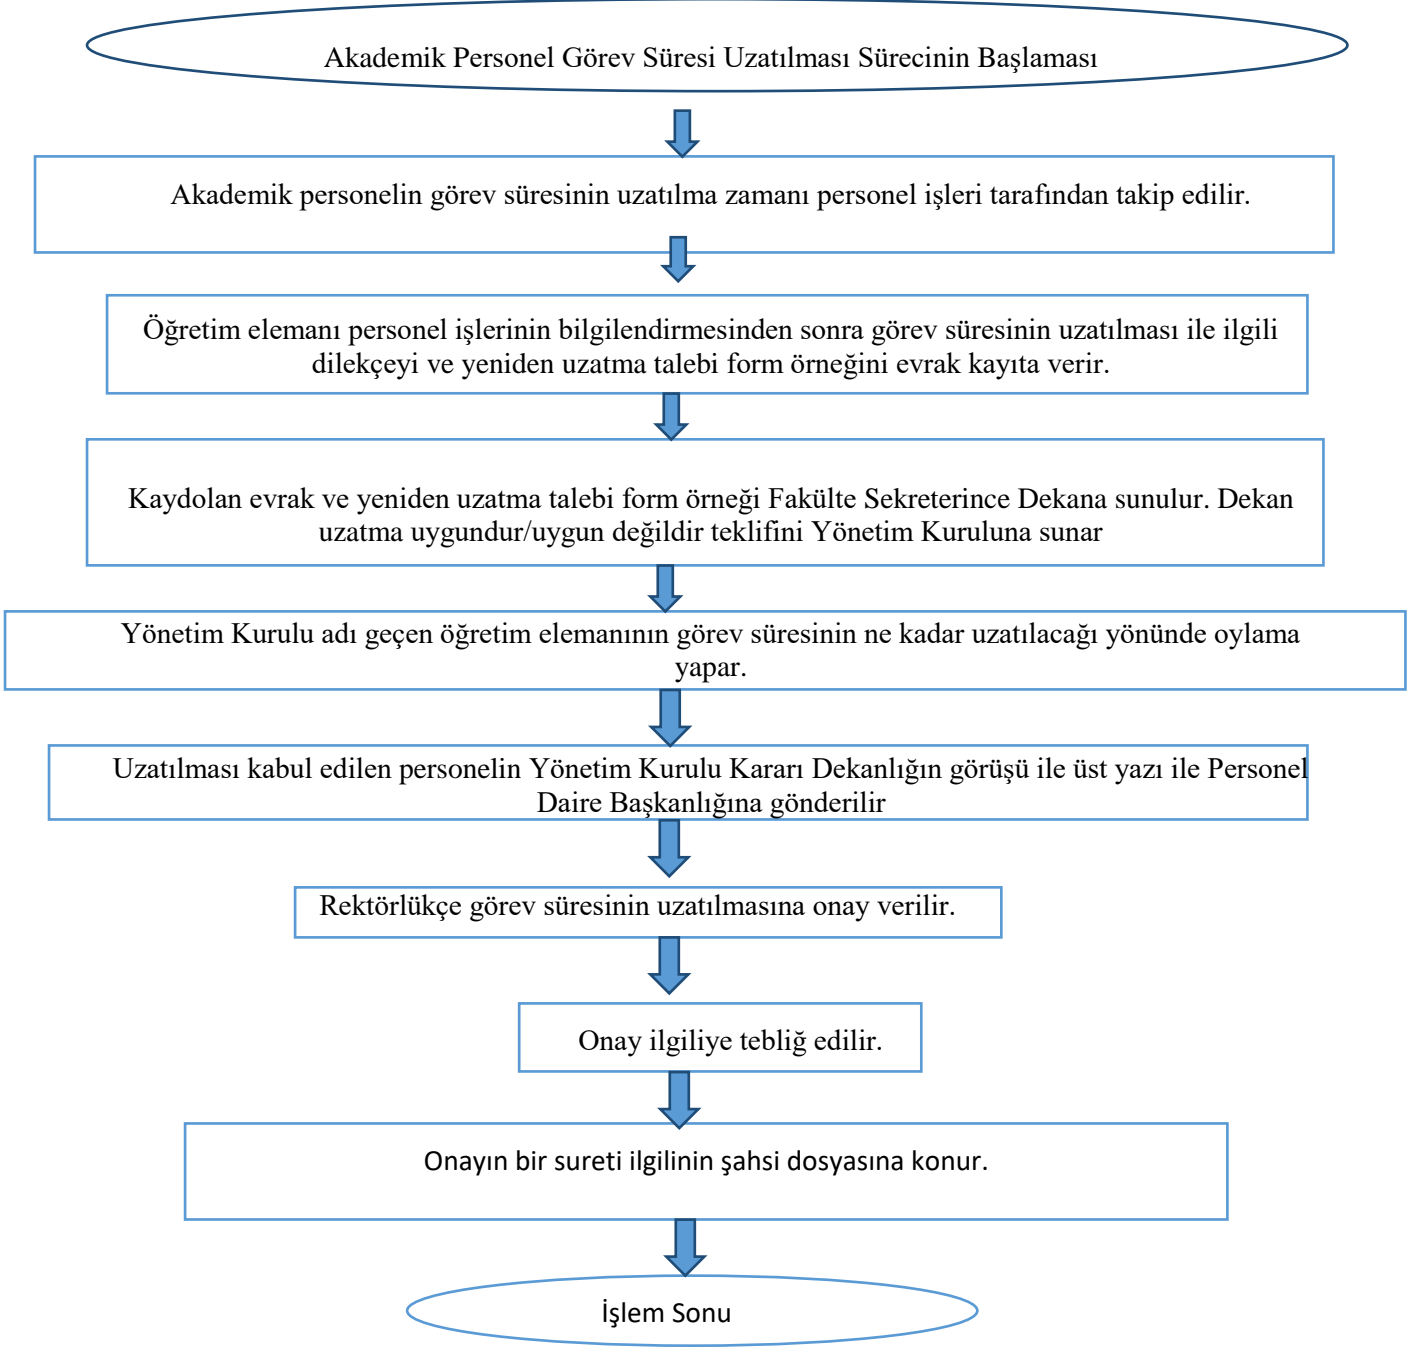 Akademik Personel Görev Süresi Uzatılması Sürecinin Başlaması
Akademik personelin görev süresinin uzatılma zamanı personel işleri tarafından takip edilir.
Öğretim elemanı personel işlerinin bilgilendirmesinden sonra görev süresinin uzatılması ile ilgili
dilekçeyi ve yeniden uzatma talebi form örneğini evrak kayıta verir.
Kaydolan evrak ve yeniden uzatma talebi form örneği Fakülte Sekreterince Dekana sunulur. Dekan
uzatma uygundur/uygun değildir teklifini Yönetim Kuruluna sunar
Yönetim Kurulu adı geçen öğretim elemanının görev süresinin ne kadar uzatılacağı yönünde oylama
yapar.
Uzatılması kabul edilen personelin Yönetim Kurulu Kararı Dekanlığın görüşü ile üst yazı ile Personel
Daire Başkanlığına gönderilir
Rektörlükçe görev süresinin uzatılmasına onay verilir.
Onay ilgiliye tebliğ edilir.
Onayın bir sureti ilgilinin şahsi dosyasına konur.
İşlem Sonu